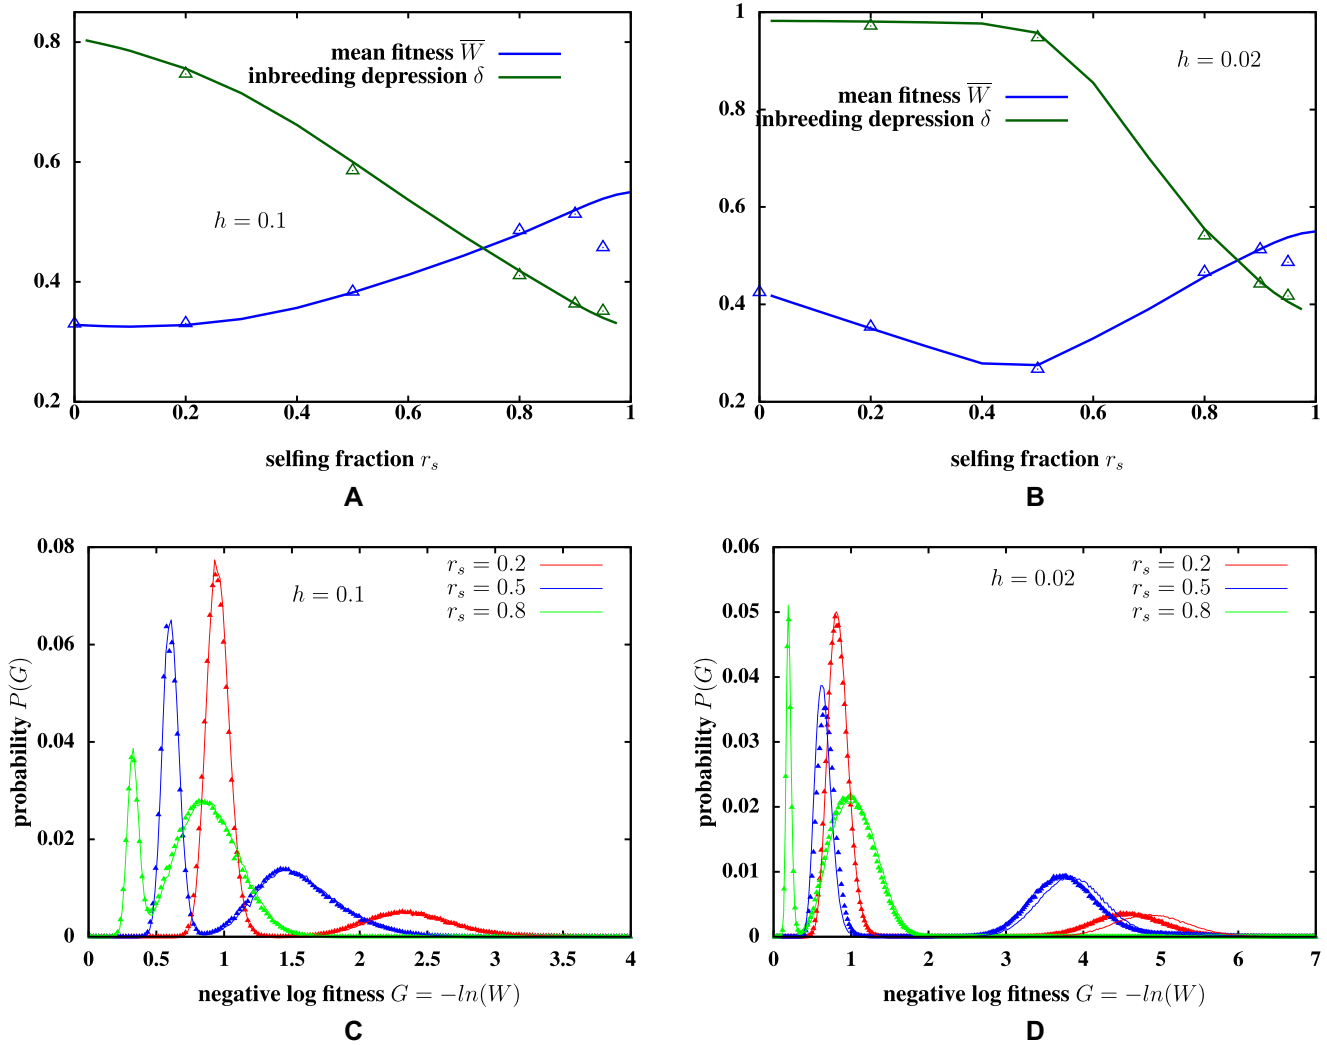 0.8
0.6
0.4
0.2
0
0.2
0.4
0.6
0.8
1
mean fitness W̅
inbreeding depression δ
h = 0.1
selfing fraction r_s
A
1
0.8
0.6
0.4
0.2
0
0.2
0.4
0.6
0.8
1
h = 0.02
mean fitness W̅
inbreeding depression δ
selfing fraction r_s
B
0.08
0.06
0.04
0.02
0
0
0.5
1
1.5
2
2.5
3
3.5
4
h = 0.1
r_s = 0.2
r_s = 0.5
r_s = 0.8
probability P(G)
negative log fitness G = −ln(W)
C
0.06
0.05
0.04
0.03
0.02
0.01
0
0
1
2
3
4
5
6
7
h = 0.02
r_s = 0.2
r_s = 0.5
r_s = 0.8
probability P(G)
negative log fitness G = −ln(W)
D